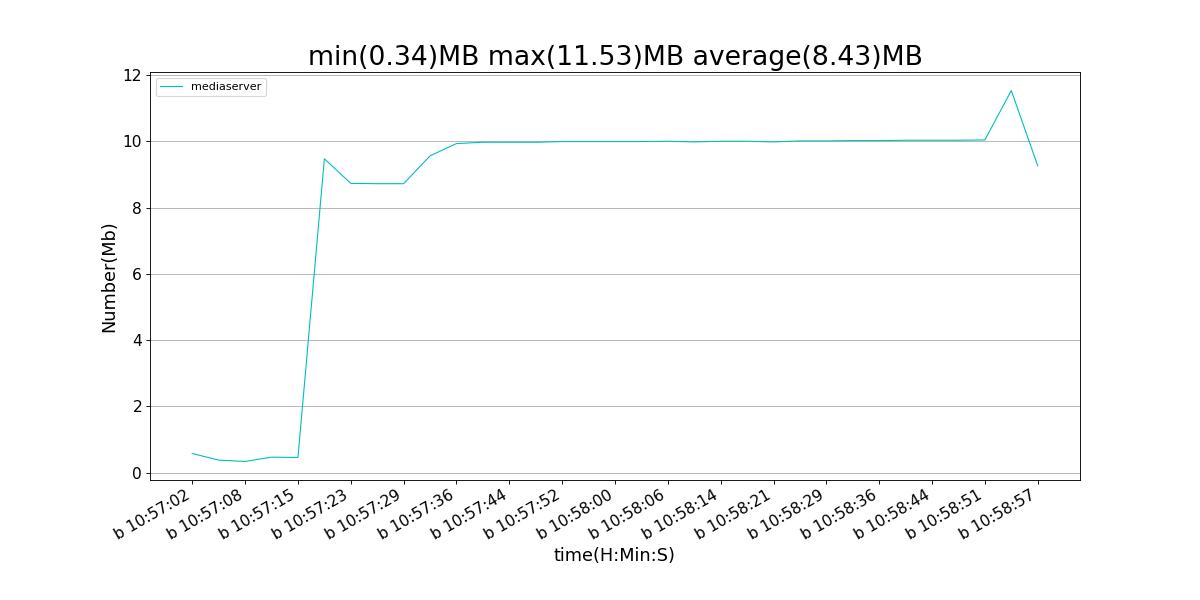 min(0.34)MB max(11.53)MB average(8.43)MB
mediaserver
12
10
8
6
4
2
0
Number(Mb)
b 10:57:02
b 10:57:08
b 10:57:15
b 10:57:23
b 10:57:29
b 10:57:36
b 10:57:44
b 10:57:52
b 10:58:00
b 10:58:06
b 10:58:14
b 10:58:21
b 10:58:29
b 10:58:36
b 10:58:44
b 10:58:51
b 10:58:57
time(H:Min:S)